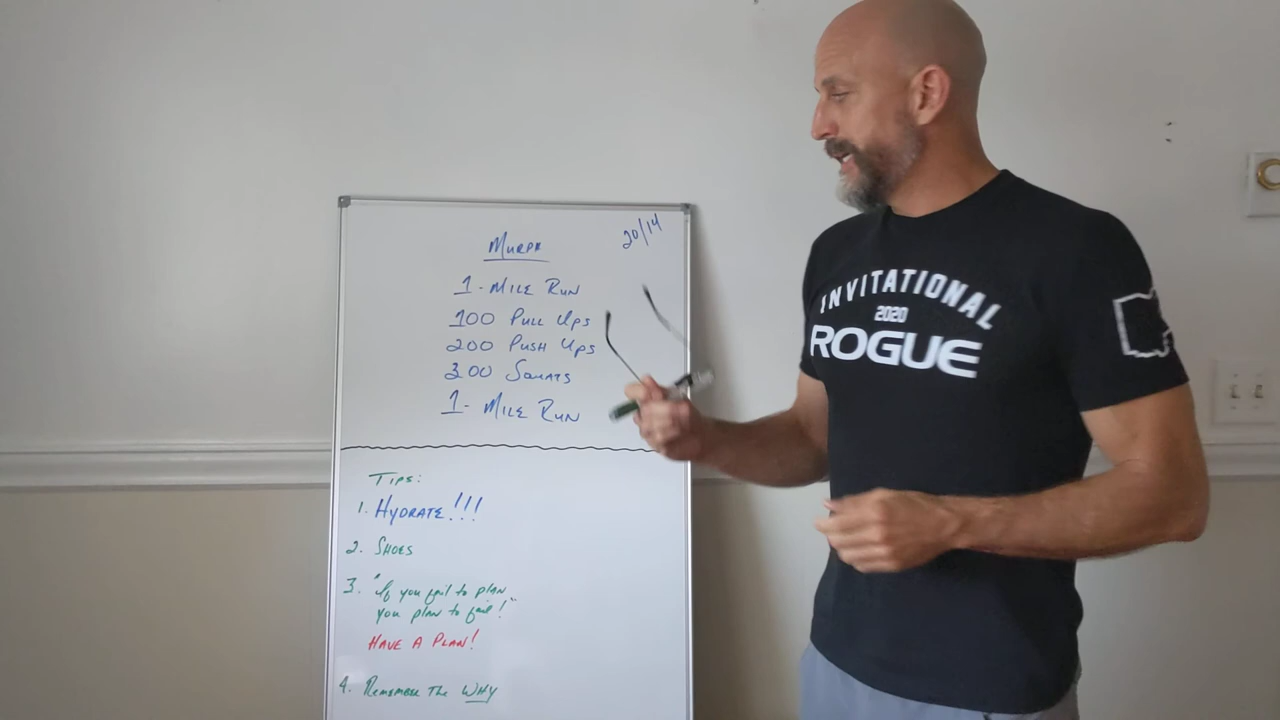 MURPH
20/14
1 - MILE RUN
100 PULL UPS
200 PUSH UPS
300 SQUATS
1 - MILE RUN
TIPS:
1. HYDRATE!!!
2. SHOES
3. "If you fail to plan
you plan to fail!"
HAVE A PLAN!
4. REMEMBER THE WHY
INVITATIONAL
2020
ROGUE